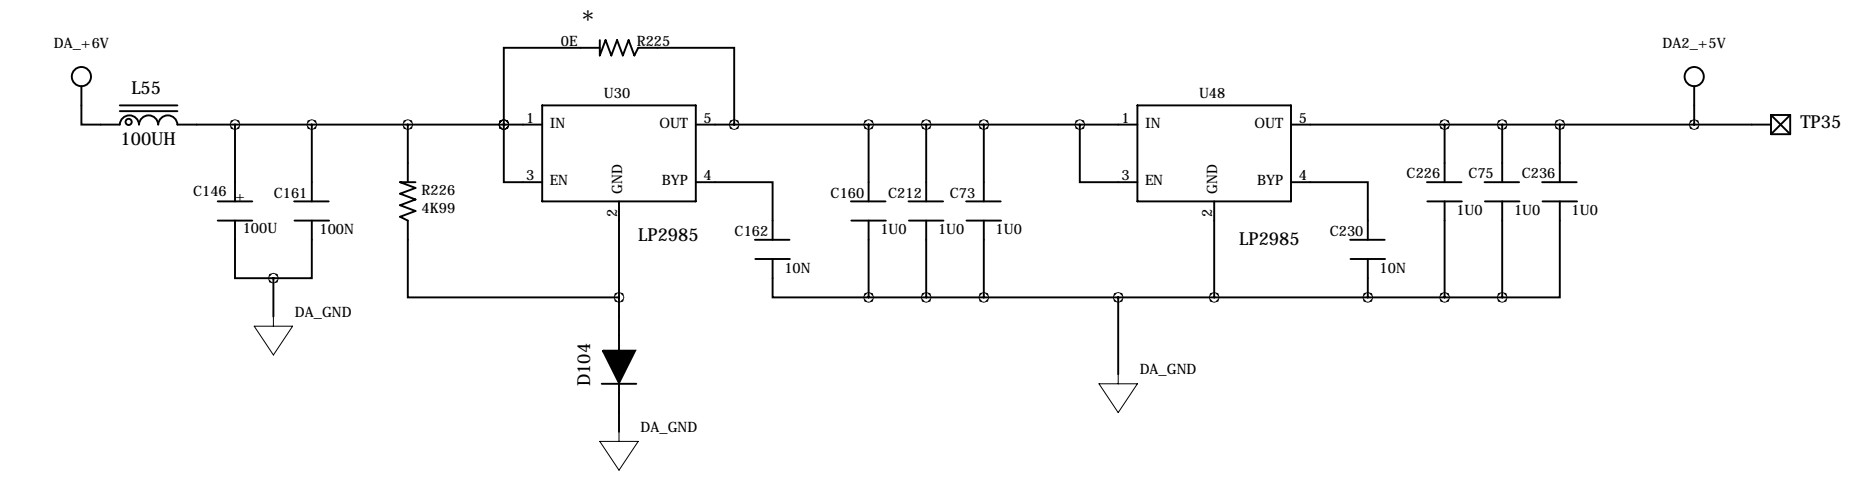 *
DA_+6V
0E
R225
DA2_+5V
L55
100UH
U30
1
IN
OUT
5
3
EN
GND
BYP
4
2
LP2985
U48
1
IN
OUT
5
3
EN
GND
BYP
4
2
LP2985
TP35
C146
+
100U
C161
100N
R226
4K99
C162
10N
C160
1U0
C212
1U0
C73
1U0
C230
10N
C226
1U0
C75
1U0
C236
1U0
DA_GND
D104
DA_GND
DA_GND